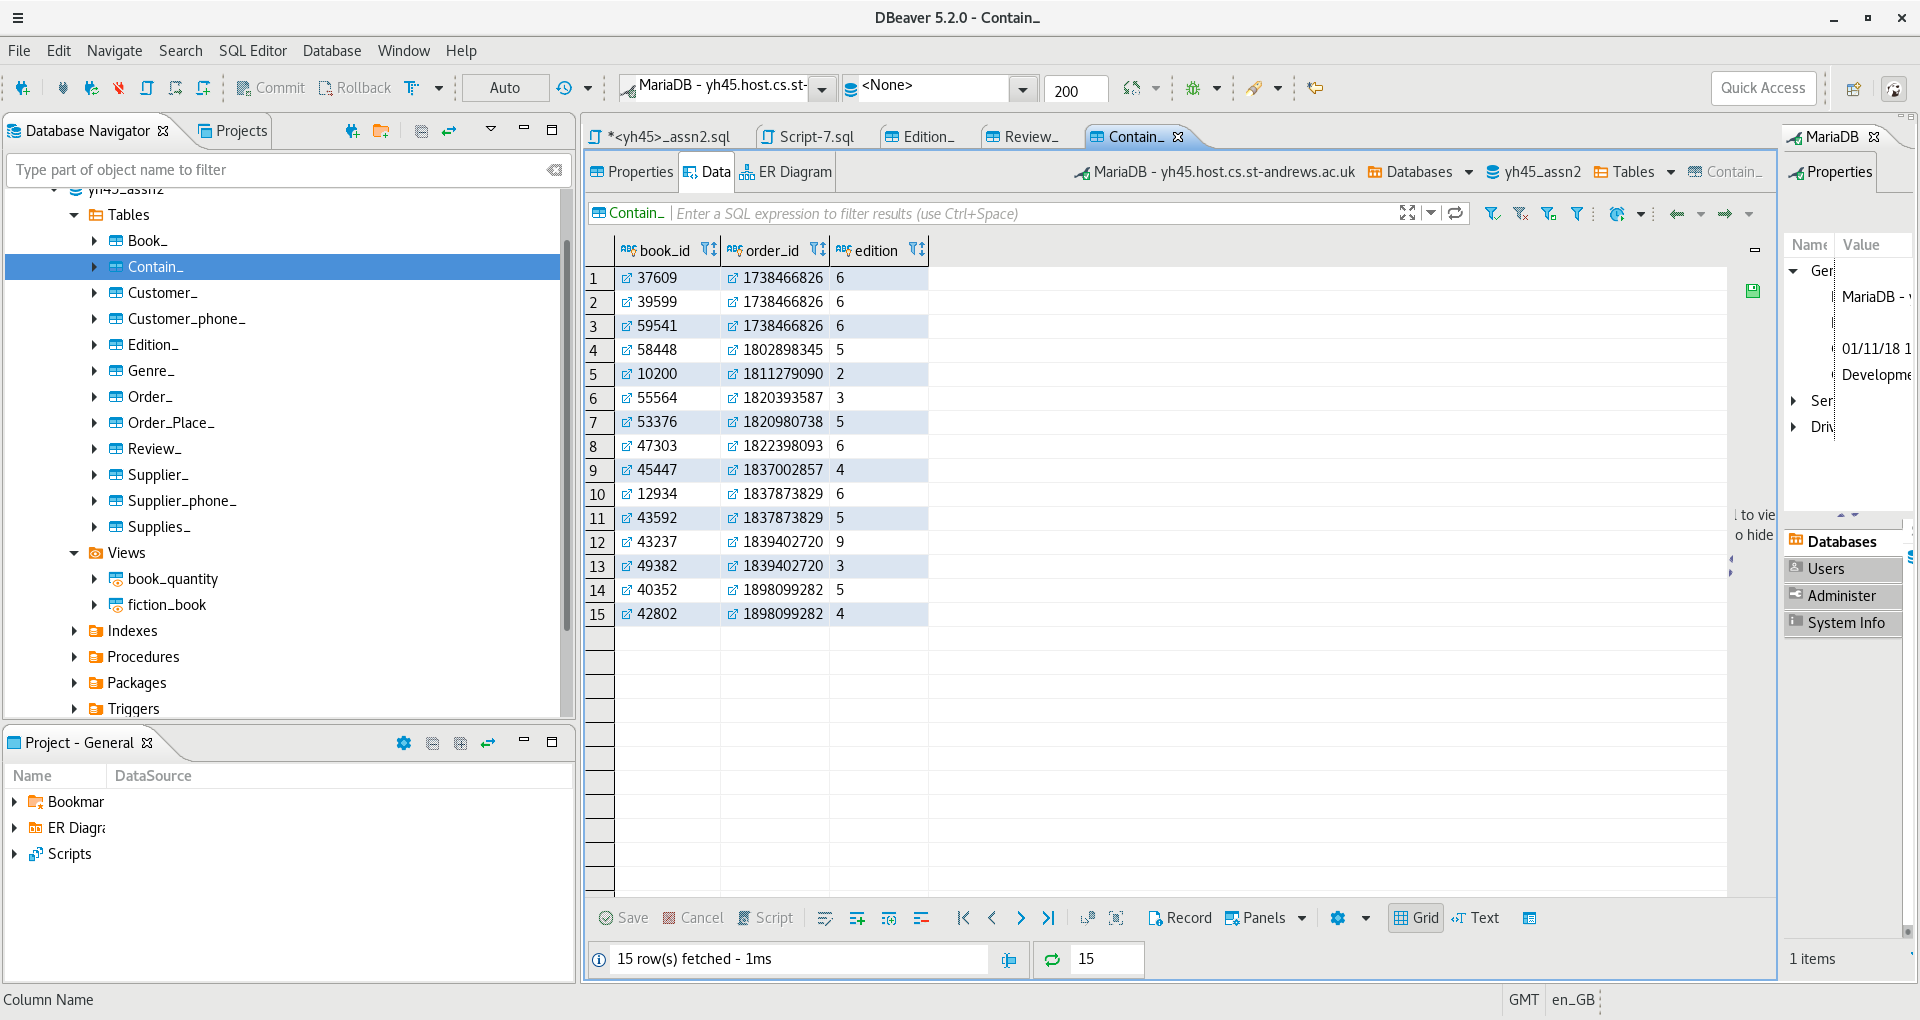 DBeaver 5.2.0 - Contain_
File Edit Navigate Search SQL Editor Database Window Help
Commit Rollback Auto MariaDB - yh45.host.cs.st- <None> 200 Quick Access
Database Navigator Projects
Type part of object name to filter
yh45_assn2
Tables
Book_
Contain_
Customer_
Customer_phone_
Edition_
Genre_
Order_
Order_Place_
Review_
Supplier_
Supplier_phone_
Supplies_
Views
book_quantity
fiction_book
Indexes
Procedures
Packages
Triggers
Project - General
Name DataSource
Bookmar
ER Diagra
Scripts
*<yh45>_assn2.sql Script-7.sql Edition_ Review_ Contain_
Properties Data ER Diagram MariaDB - yh45.host.cs.st-andrews.ac.uk Databases yh45_assn2 Tables Contain_
Contain_ Enter a SQL expression to filter results (use Ctrl+Space)
book_id order_id edition
1 37609 1738466826 6
2 39599 1738466826 6
3 59541 1738466826 6
4 58448 1802898345 5
5 10200 1811279090 2
6 55564 1820393587 3
7 53376 1820980738 5
8 47303 1822398093 6
9 45447 1837002857 4
10 12934 1837873829 6
11 43592 1837873829 5
12 43237 1839402720 9
13 49382 1839402720 3
14 40352 1898099282 5
15 42802 1898099282 4
to vie
o hide
Save Cancel Script Record Panels Grid Text
15 row(s) fetched - 1ms 15
MariaDB
Properties
Name Value
Ger
MariaDB -
01/11/18 1
Developme
Ser
Driv
Databases
Users
Administer
System Info
1 items
Column Name GMT en_GB